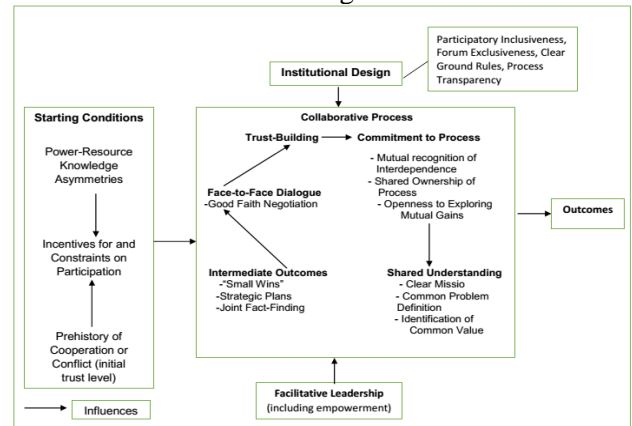 Participatory Inclusiveness,
Forum Exclusiveness, Clear
Ground Rules, Process
Transparency
Institutional Design
Starting Conditions
Power-Resource
Knowledge
Asymmetries
Incentives for and
Constraints on
Participation
Prehistory of
Cooperation or
Conflict (initial
trust level)
Collaborative Process
Trust-Building
Commitment to Process
- Mutual recognition of
Interdependence
- Shared Ownership of
Process
- Openness to Exploring
Mutual Gains
Face-to-Face Dialogue
-Good Faith Negotiation
Intermediate Outcomes
-"Small Wins"
-Strategic Plans
-Joint Fact-Finding
Shared Understanding
- Clear Missio
- Common Problem
Definition
- Identification of
Common Value
Outcomes
Facilitative Leadership
(including empowerment)
Influences